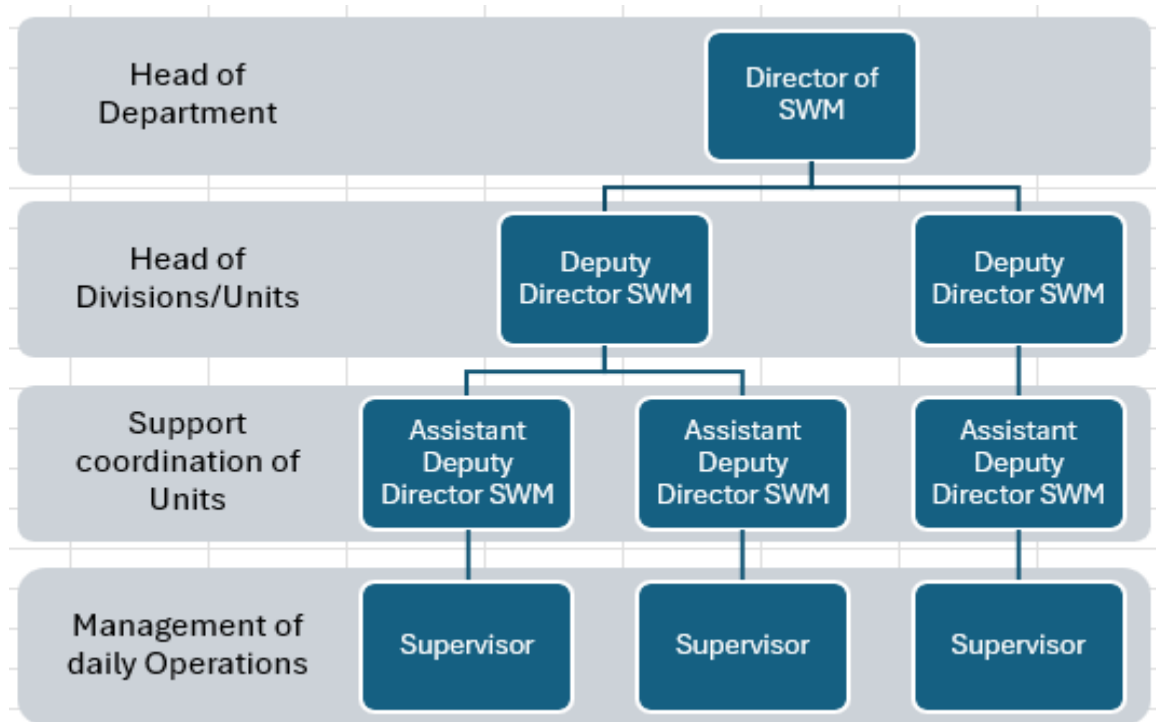 Head of
Department
Director of
SWM
Head of
Divisions/Units
Deputy
Director SWM
Deputy
Director SWM
Support
coordination of
Units
Assistant
Deputy
Director SWM
Assistant
Deputy
Director SWM
Assistant
Deputy
Director SWM
Management of
daily Operations
Supervisor
Supervisor
Supervisor